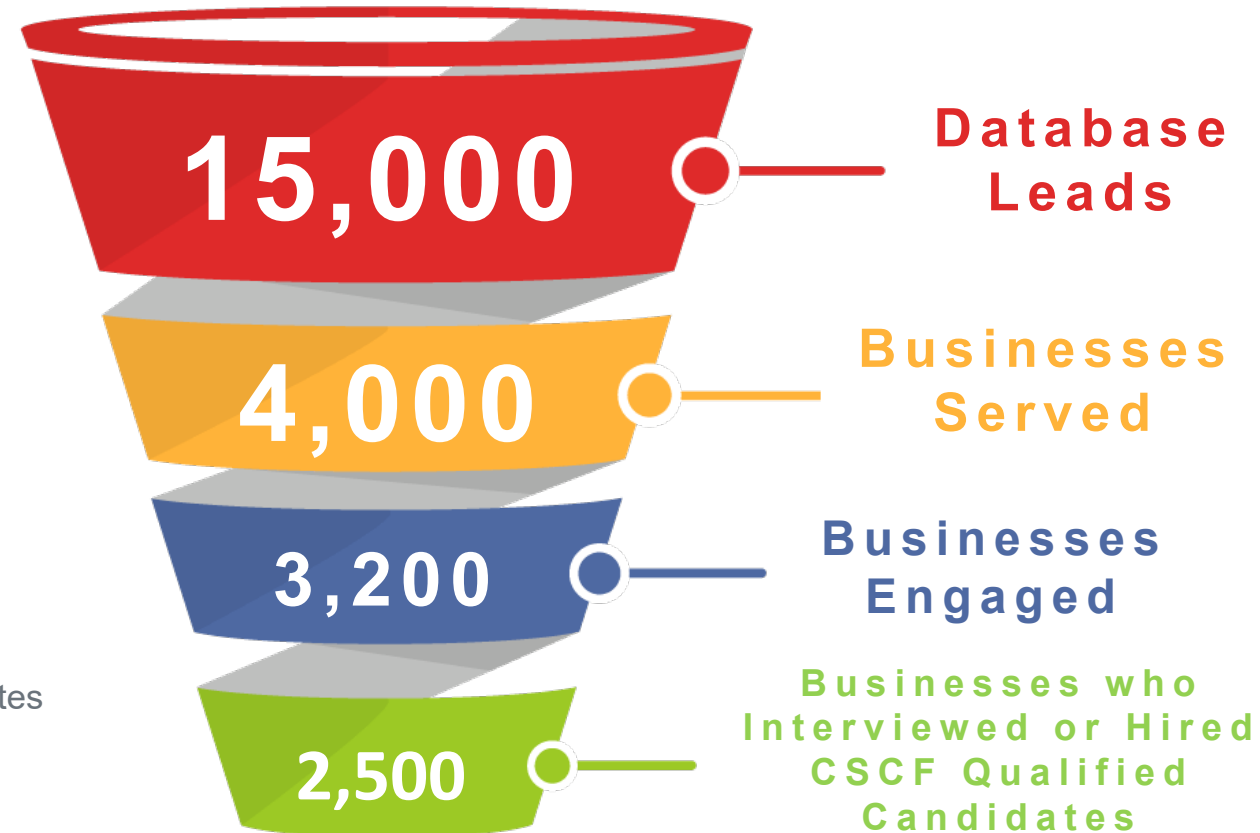 15,000
Database
Leads
4,000
Businesses
Served
3,200
Businesses
Engaged
tes
2,500
Businesses who
Interviewed or Hired
CSCF Qualified
Candidates